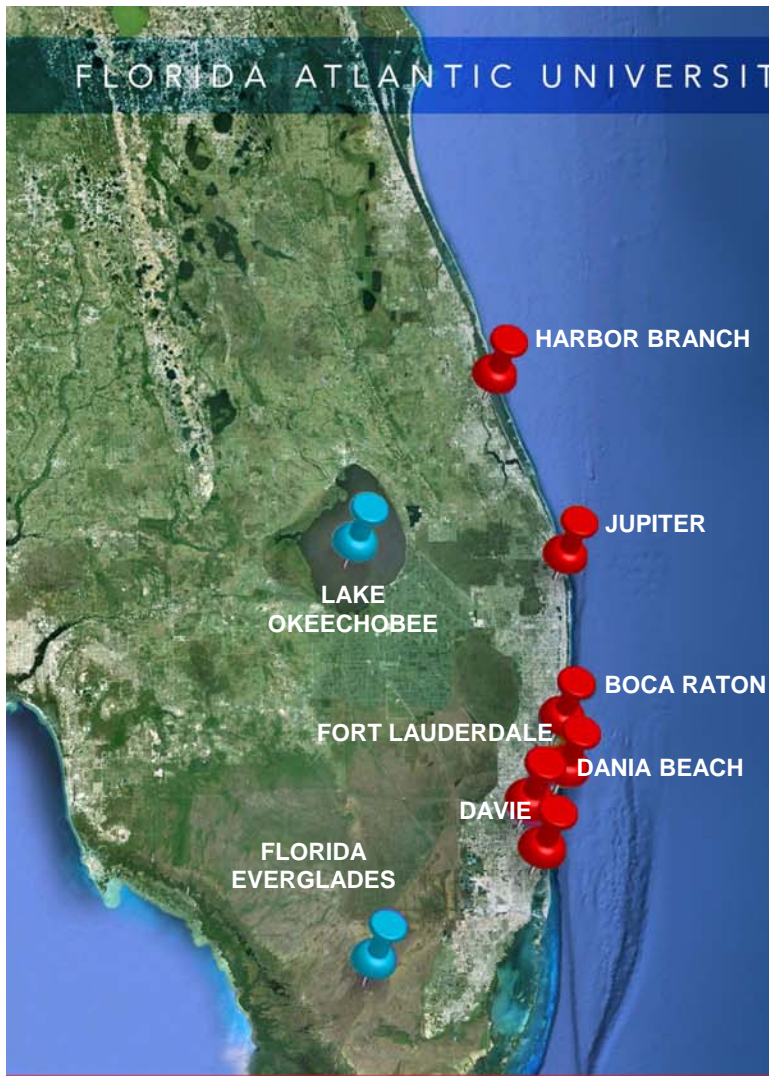 FLORIDA ATLANTIC UNIVERSIT
HARBOR BRANCH
JUPITER
LAKE
OKEECHOBEE
BOCA RATON
FORT LAUDERDALE
DANIA BEACH
DAVIE
FLORIDA
EVERGLADES